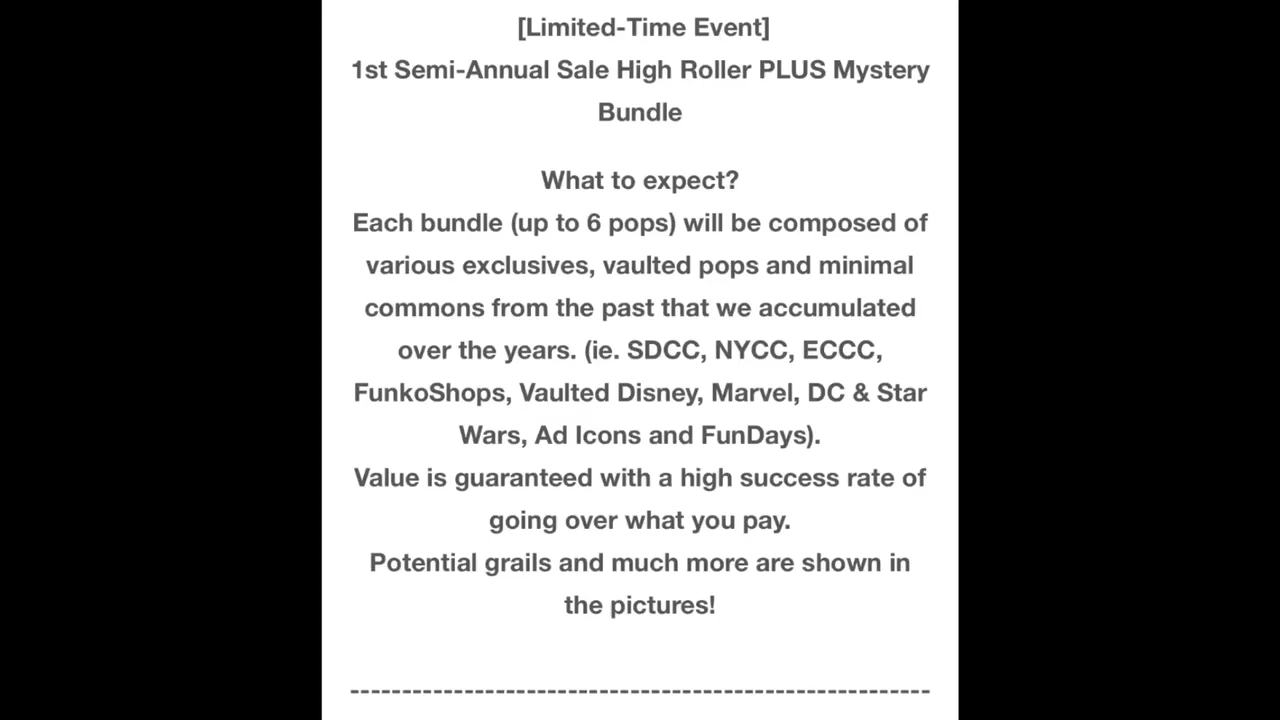 [Limited-Time Event]
1st Semi-Annual Sale High Roller PLUS Mystery
Bundle
What to expect?
Each bundle (up to 6 pops) will be composed of
various exclusives, vaulted pops and minimal
commons from the past that we accumulated
over the years. (ie. SDCC, NYCC, ECCC,
FunkoShops, Vaulted Disney, Marvel, DC & Star
Wars, Ad Icons and FunDays).
Value is guaranteed with a high success rate of
going over what you pay.
Potential grails and much more are shown in
the pictures!
--------------------------------------------------------